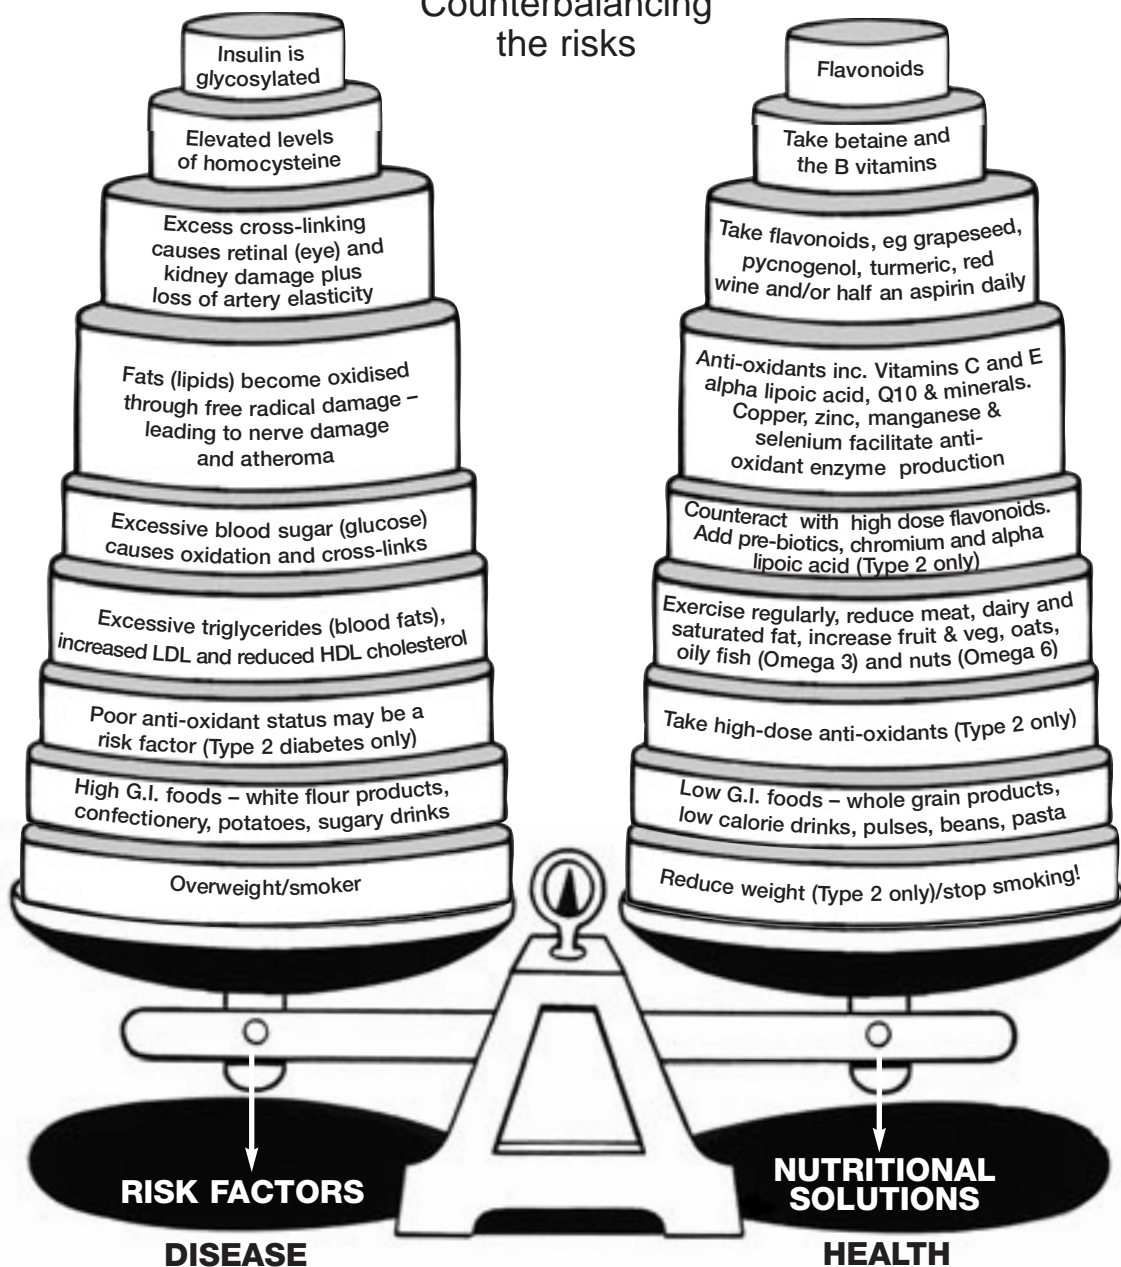 Counterbalancing
the risks
Insulin is
glycosylated
Elevated levels
of homocysteine
Excess cross-linking
causes retinal (eye) and
kidney damage plus
loss of artery elasticity
Fats (lipids) become oxidised
through free radical damage –
leading to nerve damage
and atheroma
Excessive blood sugar (glucose)
causes oxidation and cross-links
Excessive triglycerides (blood fats),
increased LDL and reduced HDL cholesterol
Poor anti-oxidant status may be a
risk factor (Type 2 diabetes only)
High G.I. foods – white flour products,
confectionery, potatoes, sugary drinks
Overweight/smoker
RISK FACTORS
DISEASE
Flavonoids
Take betaine and
the B vitamins
Take flavonoids, eg grapeseed,
pycnogenol, turmeric, red
wine and/or half an aspirin daily
Anti-oxidants inc. Vitamins C and E
alpha lipoic acid, Q10 & minerals.
Copper, zinc, manganese &
selenium facilitate anti-
oxidant enzyme production
Counteract with high dose flavonoids.
Add pre-biotics, chromium and alpha
lipoic acid (Type 2 only)
Exercise regularly, reduce meat, dairy and
saturated fat, increase fruit & veg, oats,
oily fish (Omega 3) and nuts (Omega 6)
Take high-dose anti-oxidants (Type 2 only)
Low G.I. foods – whole grain products,
low calorie drinks, pulses, beans, pasta
Reduce weight (Type 2 only)/stop smoking!
NUTRITIONAL
SOLUTIONS
HEALTH